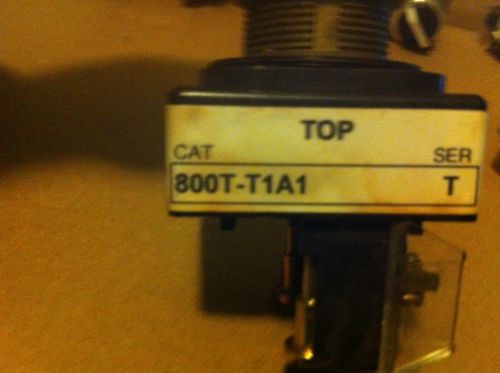 TOP
CAT SER
800T-T1A1 T